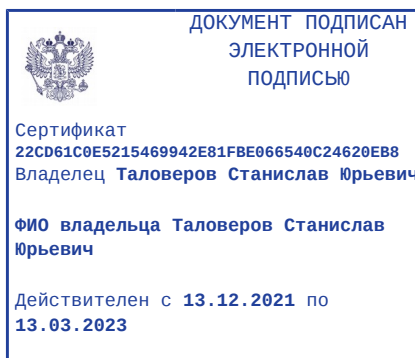 ДОКУМЕНТ ПОДПИСАН
ЭЛЕКТРОННОЙ
ПОДПИСЬЮ
Сертификат
22CD61C0E5215469942E81FBE066540C24620EB8
Владелец Таловеров Станислав Юрьевич
ФИО владельца Таловеров Станислав
Юрьевич
Действителен с 13.12.2021 по
13.03.2023